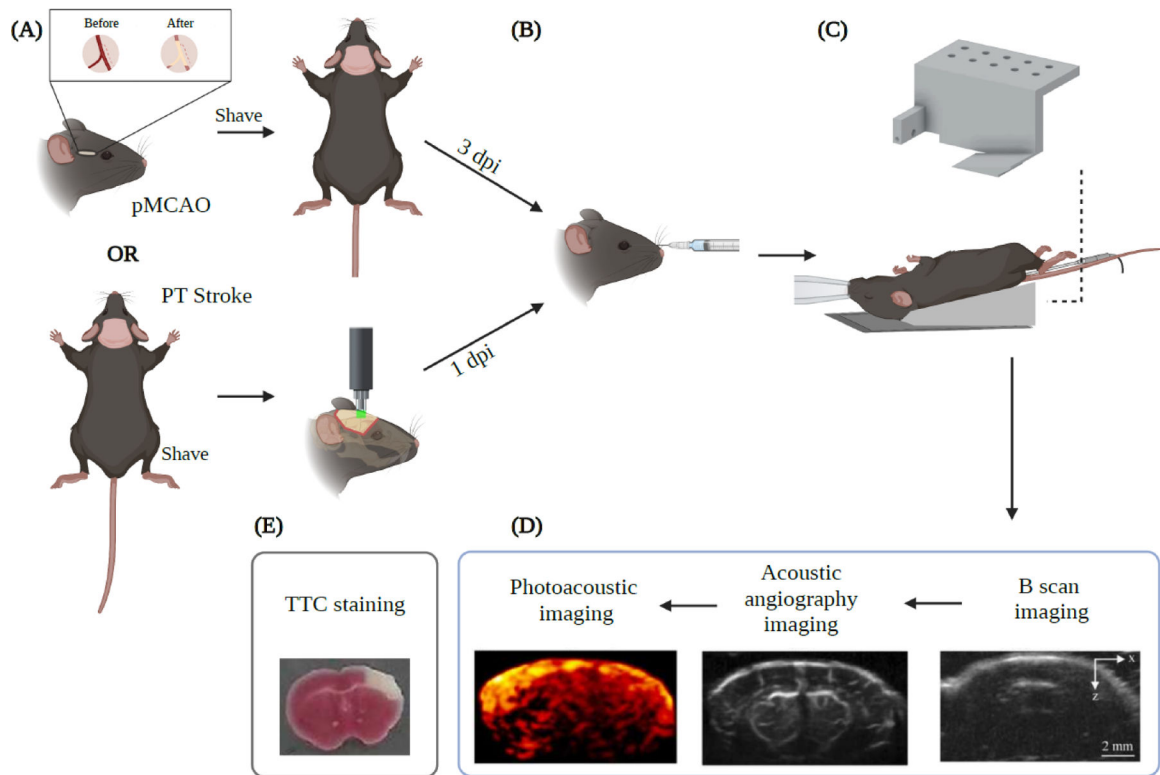 (A)
Before
After
pMCAO
Shave
OR
PT Stroke
Shave
(B)
3 dpi
1 dpi
(C)
(E)
TTC staining
(D)
Photoacoustic
imaging
Acoustic
angiography
imaging
B scan
imaging
x
z
2 mm